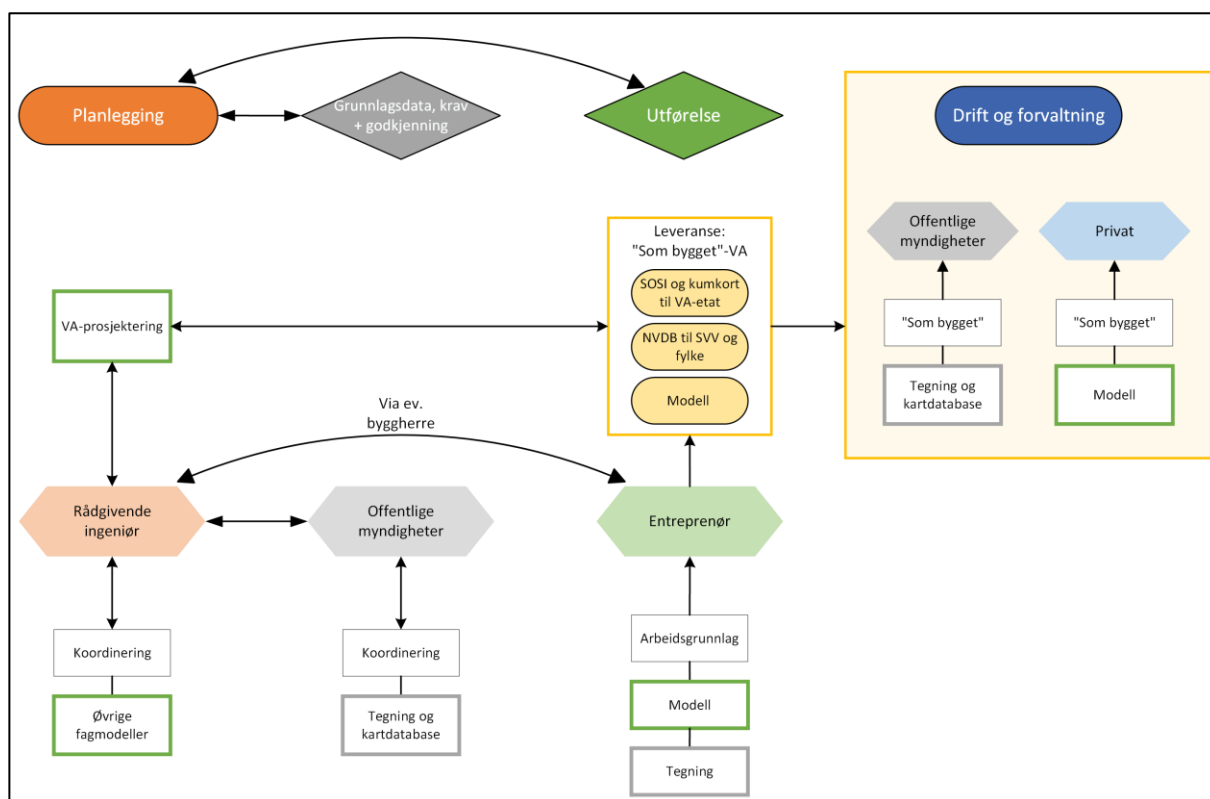 Planlegging
Grunnlagsdata, krav
+ godkjenning
Utførelse
Drift og forvaltning
Offentlige
myndigheter
Privat
"Som bygget"
"Som bygget"
Tegning og
kartdatabase
Modell
Leveranse:
"Som bygget"-VA
SOSI og kumkort
til VA-etat
NVDB til SVV og
fylke
Modell
VA-prosjektering
Via ev.
byggherre
Rådgivende
ingeniør
Offentlige
myndigheter
Entreprenør
Koordinering
Koordinering
Arbeidsgrunnlag
Øvrige
fagmodeller
Tegning og
kartdatabase
Modell
Tegning